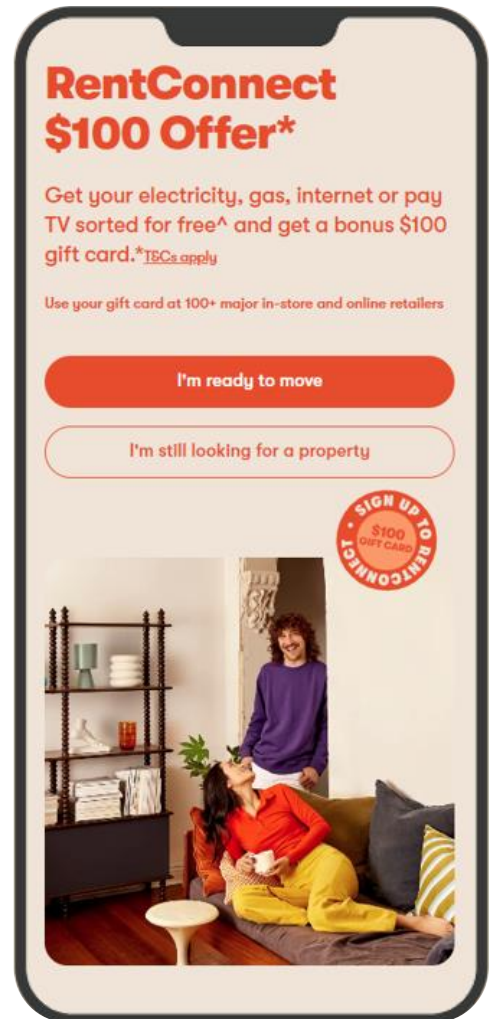 RentConnect
$100 Offer*
Get your electricity, gas, internet or pay
TV sorted for free^ and get a bonus $100
gift card.*T&Cs apply
Use your gift card at 100+ major in-store and online retailers
I'm ready to move
I'm still looking for a property
• SIGN UP TO RENTCONNECT
$100
GIFT CARD